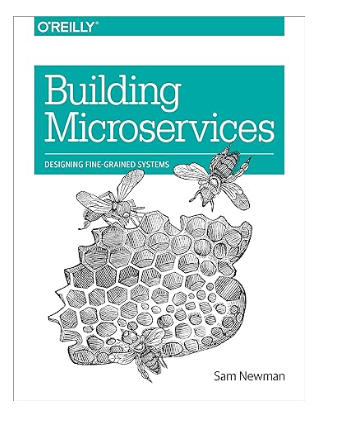 O'REILLY®
Building
Microservices
DESIGNING FINE-GRAINED SYSTEMS
Sam Newman